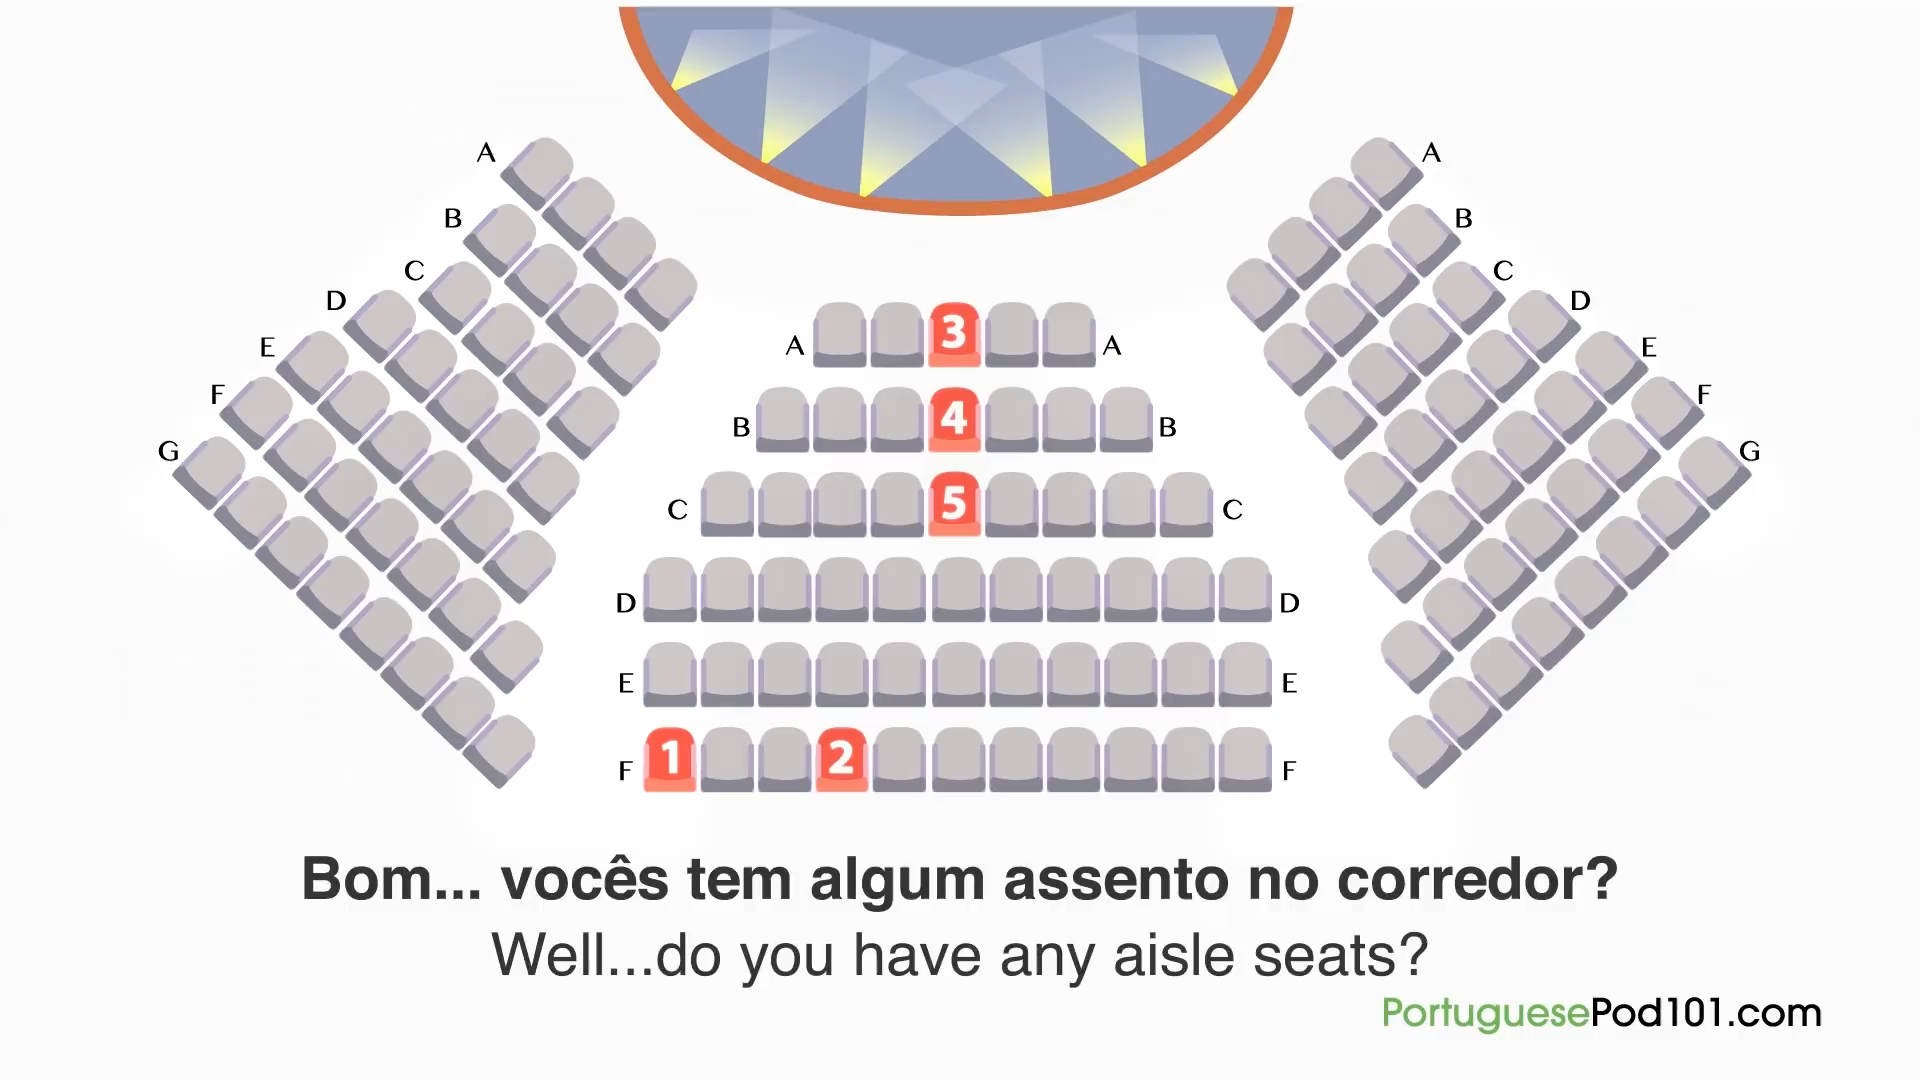 A
A
B
B
C
C
D
D
E
E
F
F
G
G
A 3 A
B 4 B
C 5 C
D D
E E
F 1 2 F
Bom... vocês tem algum assento no corredor?
Well...do you have any aisle seats?
PortuguesePod101.com